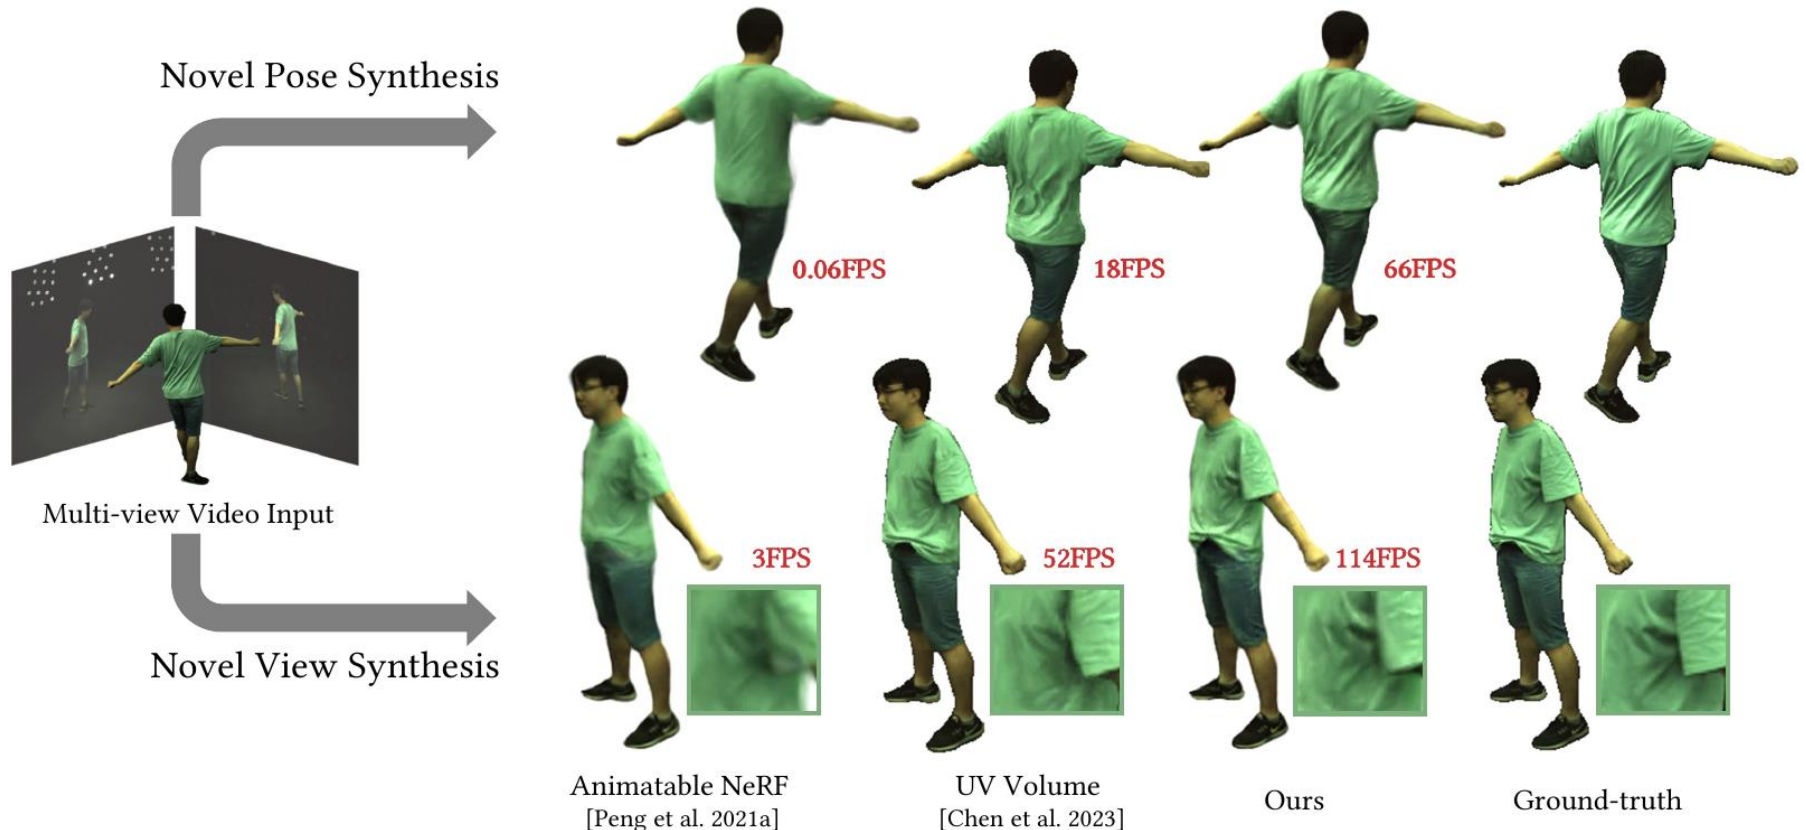 Novel Pose Synthesis
0.06FPS
18FPS
66FPS
Multi-view Video Input
3FPS
52FPS
114FPS
Novel View Synthesis
Animatable NeRF
[Peng et al. 2021a]
UV Volume
[Chen et al. 2023]
Ours
Ground-truth